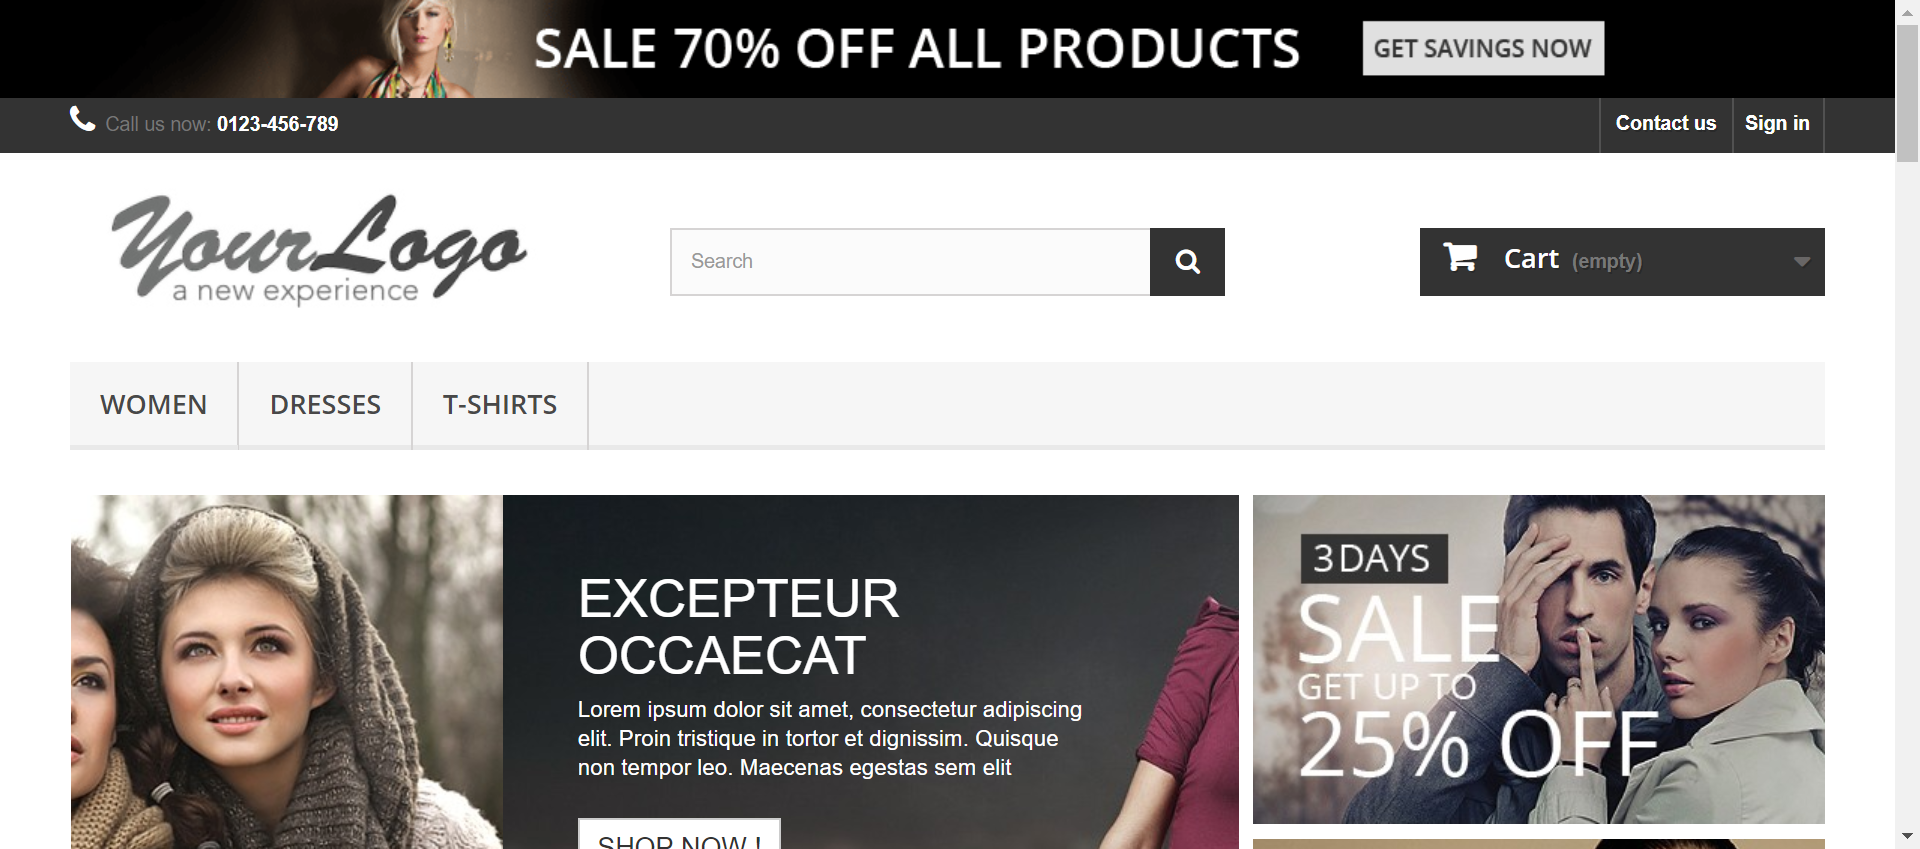 SALE 70% OFF ALL PRODUCTS
GET SAVINGS NOW
Call us now: 0123-456-789
Contact us
Sign in
YourLogo
a new experience
Search
Cart (empty)
WOMEN
DRESSES
T-SHIRTS
EXCEPTEUR
OCCAECAT
Lorem ipsum dolor sit amet, consectetur adipiscing
elit. Proin tristique in tortor et dignissim. Quisque
non tempor leo. Maecenas egestas sem elit
SHOP NOW !
3 DAYS
SALE
GET UP TO
25% OFF